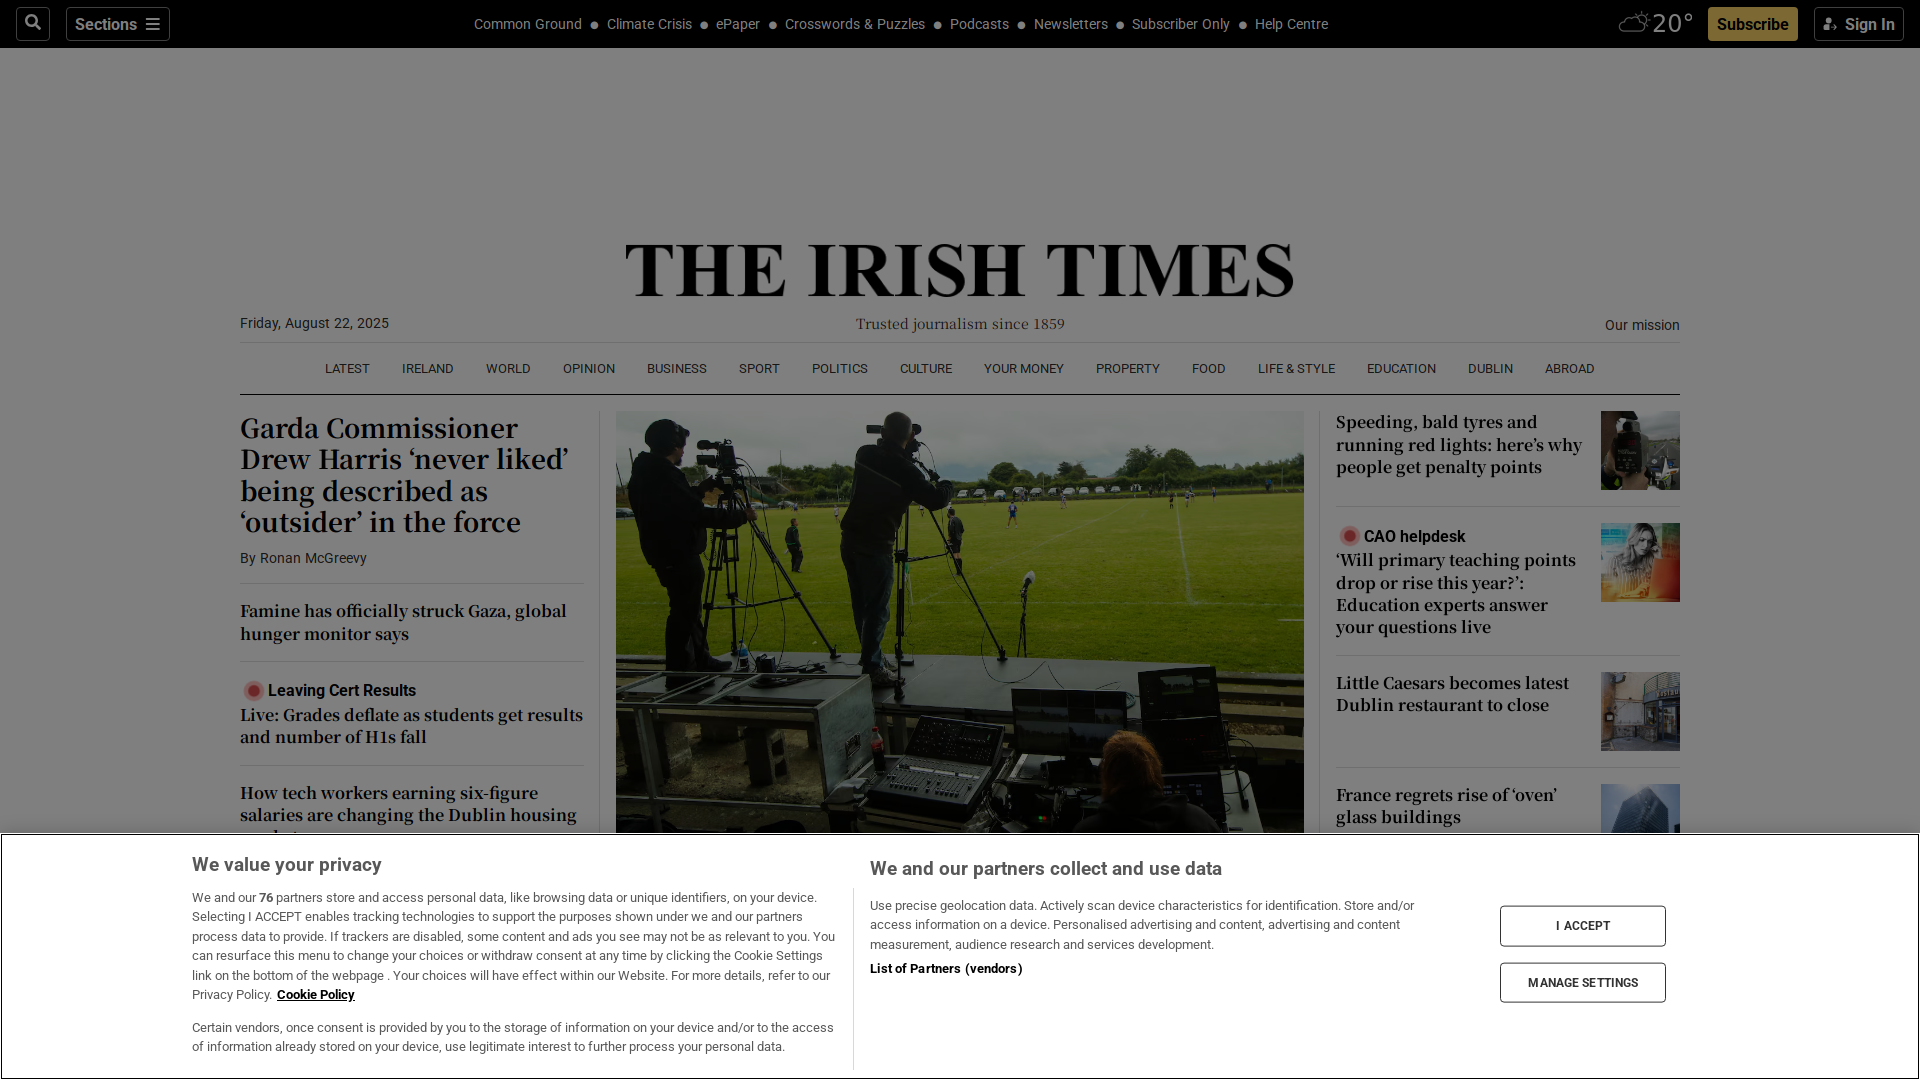 Sections
Common Ground
Climate Crisis
ePaper
Crosswords & Puzzles
Podcasts
Newsletters
Subscriber Only
Help Centre
20°
Subscribe
Sign In
THE IRISH TIMES
Friday, August 22, 2025
Trusted journalism since 1859
Our mission
LATEST
IRELAND
WORLD
OPINION
BUSINESS
SPORT
POLITICS
CULTURE
YOUR MONEY
PROPERTY
FOOD
LIFE & STYLE
EDUCATION
DUBLIN
ABROAD
Garda Commissioner
Drew Harris ‘never liked’
being described as
‘outsider’ in the force
By Ronan McGreevy
Famine has officially struck Gaza, global
hunger monitor says
Leaving Cert Results
Live: Grades deflate as students get results
and number of H1s fall
How tech workers earning six-figure
salaries are changing the Dublin housing
Speeding, bald tyres and
running red lights: here’s why
people get penalty points
CAO helpdesk
‘Will primary teaching points
drop or rise this year?’:
Education experts answer
your questions live
Little Caesars becomes latest
Dublin restaurant to close
France regrets rise of ‘oven’
glass buildings
We value your privacy
We and our 76 partners store and access personal data, like browsing data or unique identifiers, on your device.
Selecting I ACCEPT enables tracking technologies to support the purposes shown under we and our partners
process data to provide. If trackers are disabled, some content and ads you see may not be as relevant to you. You
can resurface this menu to change your choices or withdraw consent at any time by clicking the Cookie Settings
link on the bottom of the webpage . Your choices will have effect within our Website. For more details, refer to our
Privacy Policy. Cookie Policy
Certain vendors, once consent is provided by you to the storage of information on your device and/or to the access
of information already stored on your device, use legitimate interest to further process your personal data.
We and our partners collect and use data
Use precise geolocation data. Actively scan device characteristics for identification. Store and/or
access information on a device. Personalised advertising and content, advertising and content
measurement, audience research and services development.
List of Partners (vendors)
I ACCEPT
MANAGE SETTINGS